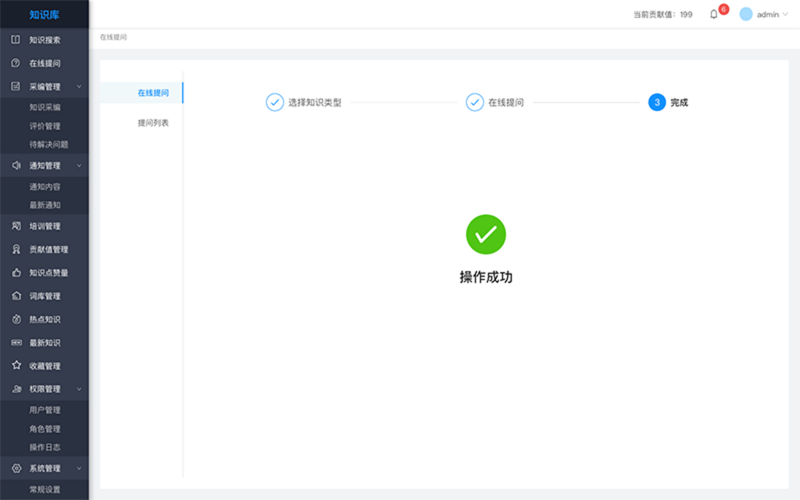 知识库
当前贡献值：199
6
admin
知识搜索
在线提问
采编管理
知识采编
评价管理
待解决问题
通知管理
通知内容
最新通知
培训管理
贡献值管理
知识点赞量
词库管理
热点知识
最新知识
收藏管理
权限管理
用户管理
角色管理
操作日志
系统管理
常规设置
在线提问
在线提问
提问列表
选择知识类型
在线提问
3 完成
操作成功